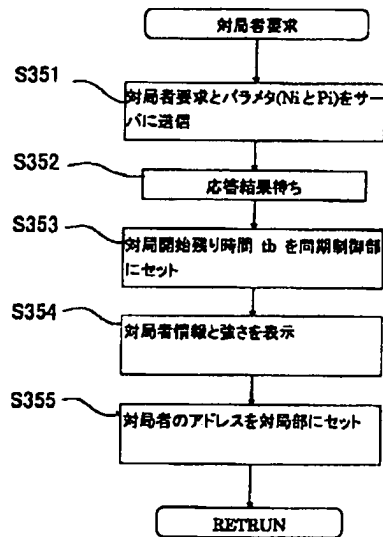 対局者要求
S351
対局者要求とパラメタ(NiとPi)をサー
バに送信
S352
応答結果待ち
S353
対局開始残り時間 tb を同期制御部
にセット
S354
対局者情報と強さを表示
S355
対局者のアドレスを対局部にセット
RETRUN